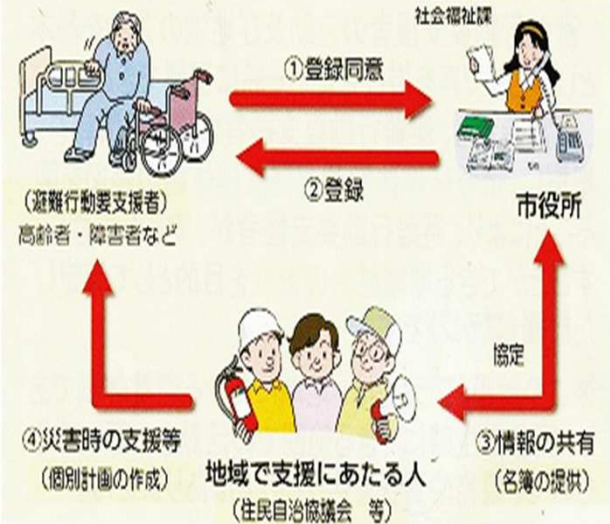 社会福祉課
①登録同意
②登録
(避難行動要支援者)
高齢者・障害者など
市役所
協定
③情報の共有
(名簿の提供)
地域で支援にあたる人
(住民自治協議会 等)
④災害時の支援等
(個別計画の作成)